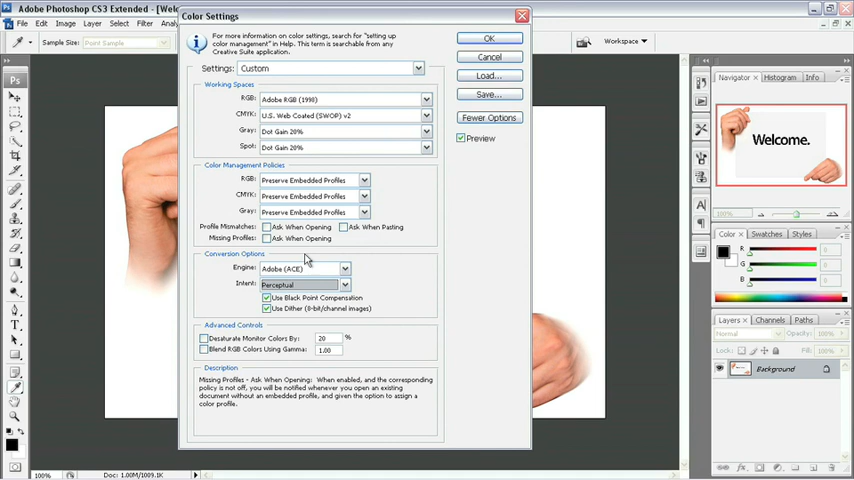 Adobe Photoshop CS3 Extended - [Welc
File Edit Image Layer Select Filter Analy
Sample Size: Point Sample
Workspace
Color Settings
For more information on color settings, search for "setting up
color management" in Help. This term is searchable from any
Creative Suite application.
Settings: Custom
Working Spaces
RGB: Adobe RGB (1998)
CMYK: U.S. Web Coated (SWOP) v2
Gray: Dot Gain 20%
Spot: Dot Gain 20%
Color Management Policies
RGB: Preserve Embedded Profiles
CMYK: Preserve Embedded Profiles
Gray: Preserve Embedded Profiles
Profile Mismatches: Ask When Opening Ask When Pasting
Missing Profiles: Ask When Opening
Conversion Options
Engine: Adobe (ACE)
Intent: Perceptual
Use Black Point Compensation
Use Dither (8-bit/channel images)
Advanced Controls
Desaturate Monitor Colors By: 20 %
Blend RGB Colors Using Gamma: 1.00
Description
Missing Profiles - Ask When Opening: When enabled, and the corresponding
policy is not off, you will be notified whenever you open an existing
document without an embedded profile, and given the option to assign a
color profile.
OK
Cancel
Load...
Save...
Fewer Options
Preview
Ps
Navigator Histogram Info
Welcome.
100%
Color Swatches Styles
R 0
G 0
B 0
Layers Channels Paths
Normal Opacity: 100%
Lock: Fill: 100%
Background
100% Doc: 1.00M/1009.1K